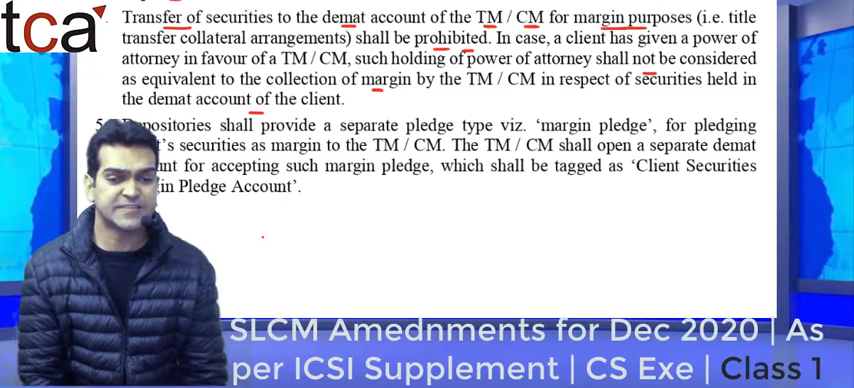 tca
Transfer of securities to the demat account of the TM / CM for margin purposes (i.e. title
transfer collateral arrangements) shall be prohibited. In case, a client has given a power of
attorney in favour of a TM / CM, such holding of power of attorney shall not be considered
as equivalent to the collection of margin by the TM / CM in respect of securities held in
the demat account of the client.
shall provide a separate pledge type viz. ‘margin pledge’, for pledging
’s securities as margin to the TM / CM. The TM / CM shall open a separate demat
for accepting such margin pledge, which shall be tagged as ‘Client Securities
Pledge Account’.
SLCM Amednments for Dec 2020 | As
per ICSI Supplement | CS Exe | Class 1